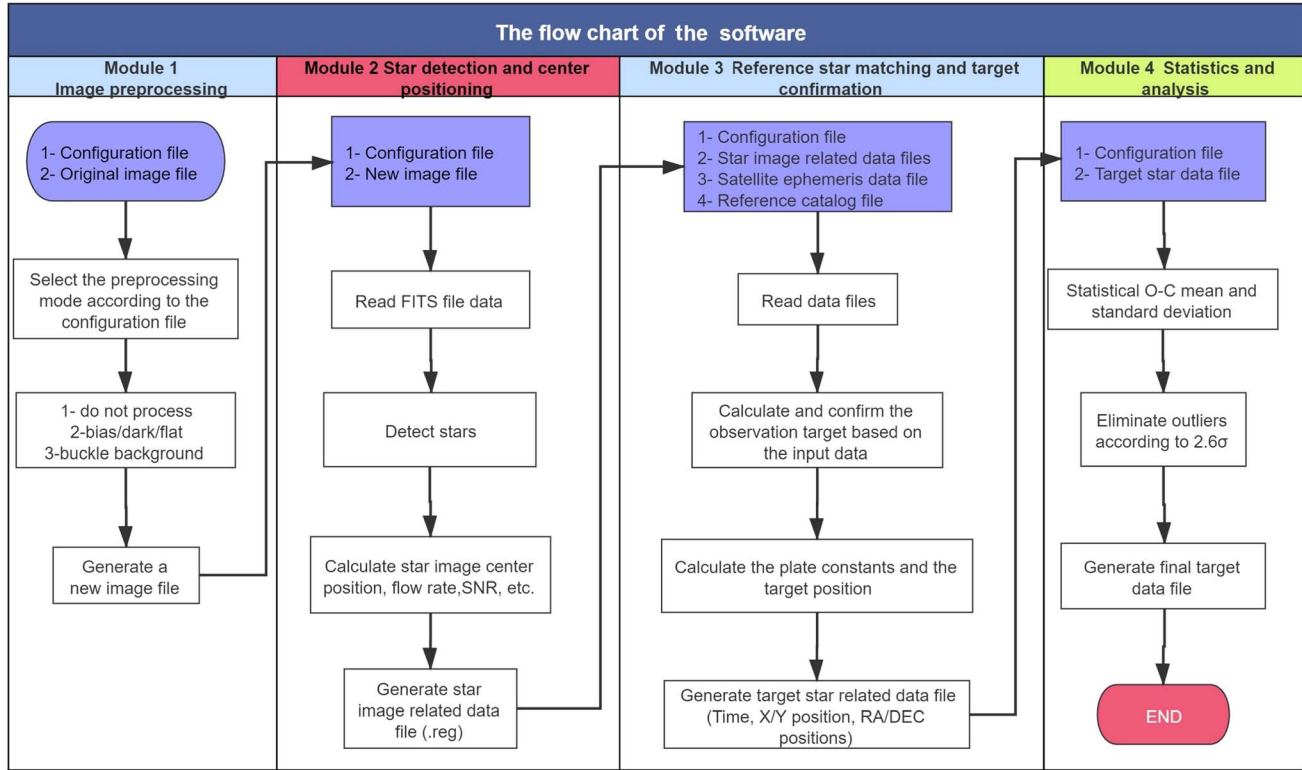 The flow chart of the software
Module 1
Image preprocessing
1- Configuration file
2- Original image file
Select the preprocessing
mode according to the
configuration file
1- do not process
2-bias/dark/flat
3-buckle background
Generate a
new image file
Module 2 Star detection and center
positioning
1- Configuration file
2- New image file
Read FITS file data
Detect stars
Calculate star image center
position, flow rate,SNR, etc.
Generate star
image related data
file (.reg)
Module 3 Reference star matching and target
confirmation
1- Configuration file
2- Star image related data files
3- Satellite ephemeris data file
4- Reference catalog file
Read data files
Calculate and confirm the
observation target based on
the input data
Calculate the plate constants and the
target position
Generate target star related data file
(Time, X/Y position, RA/DEC
positions)
Module 4 Statistics and
analysis
1- Configuration file
2- Target star data file
Statistical O-C mean and
standard deviation
Eliminate outliers
according to 2.6σ
Generate final target
data file
END